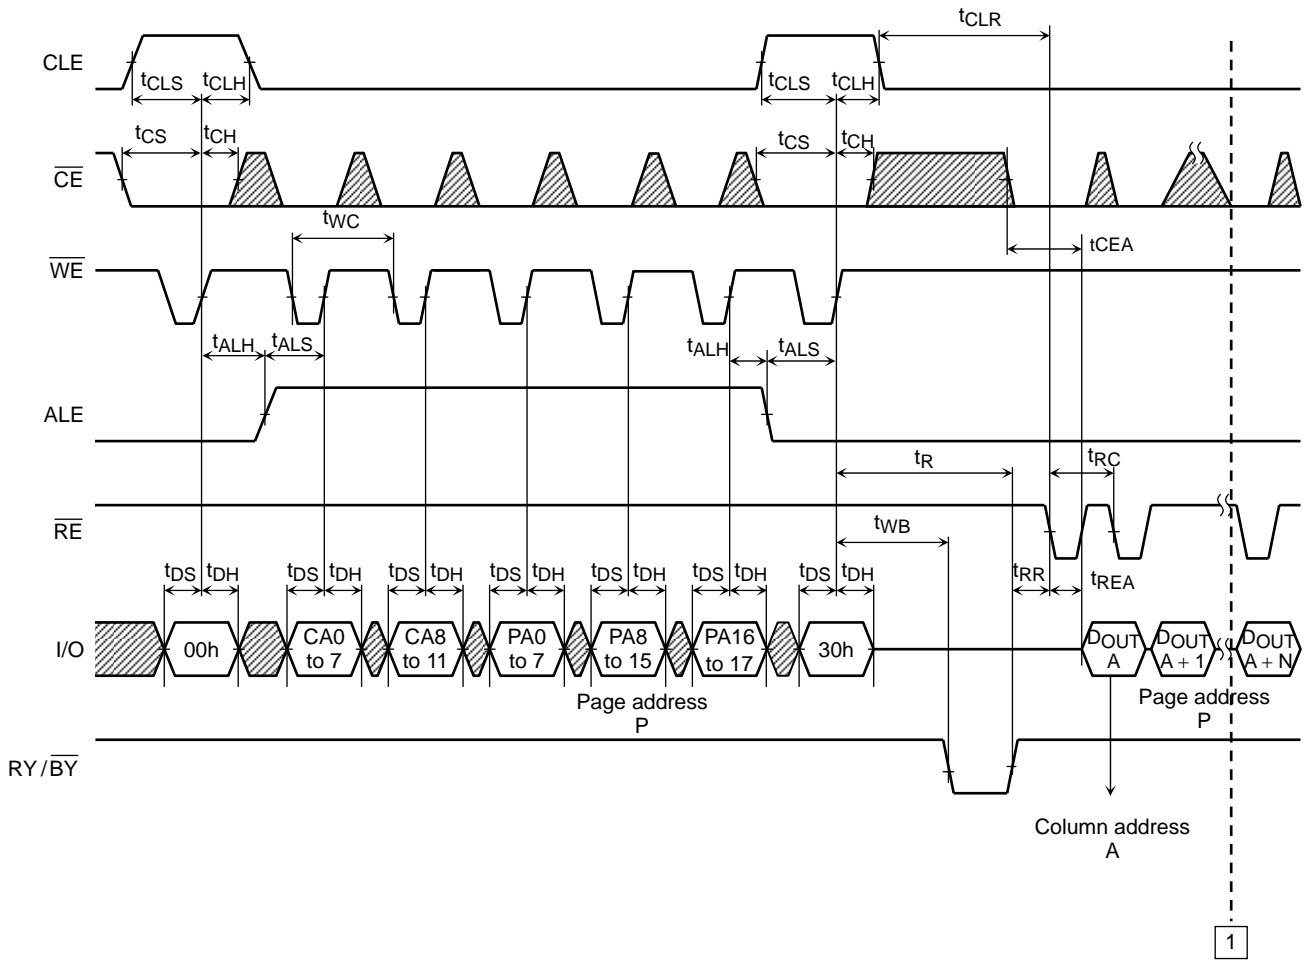 tCLR
CLE
tCLS tCLH tCLS tCLH
tCS tCH tCS tCH
CE
tWC
tCEA
WE
tALH tALS tALH tALS
ALE
tR tRC
RE
tWB
tDS tDH tDS tDH tDS tDH tDS tDH tDS tDH tDS tDH tDS tDH tRR tREA
I/O 00h CA0 to 7 CA8 to 11 PA0 to 7 PA8 to 15 PA16 to 17 30h DOUT A DOUT A + 1 DOUT A + N
Page address
P
Page address
P
RY/BY
Column address
A
1